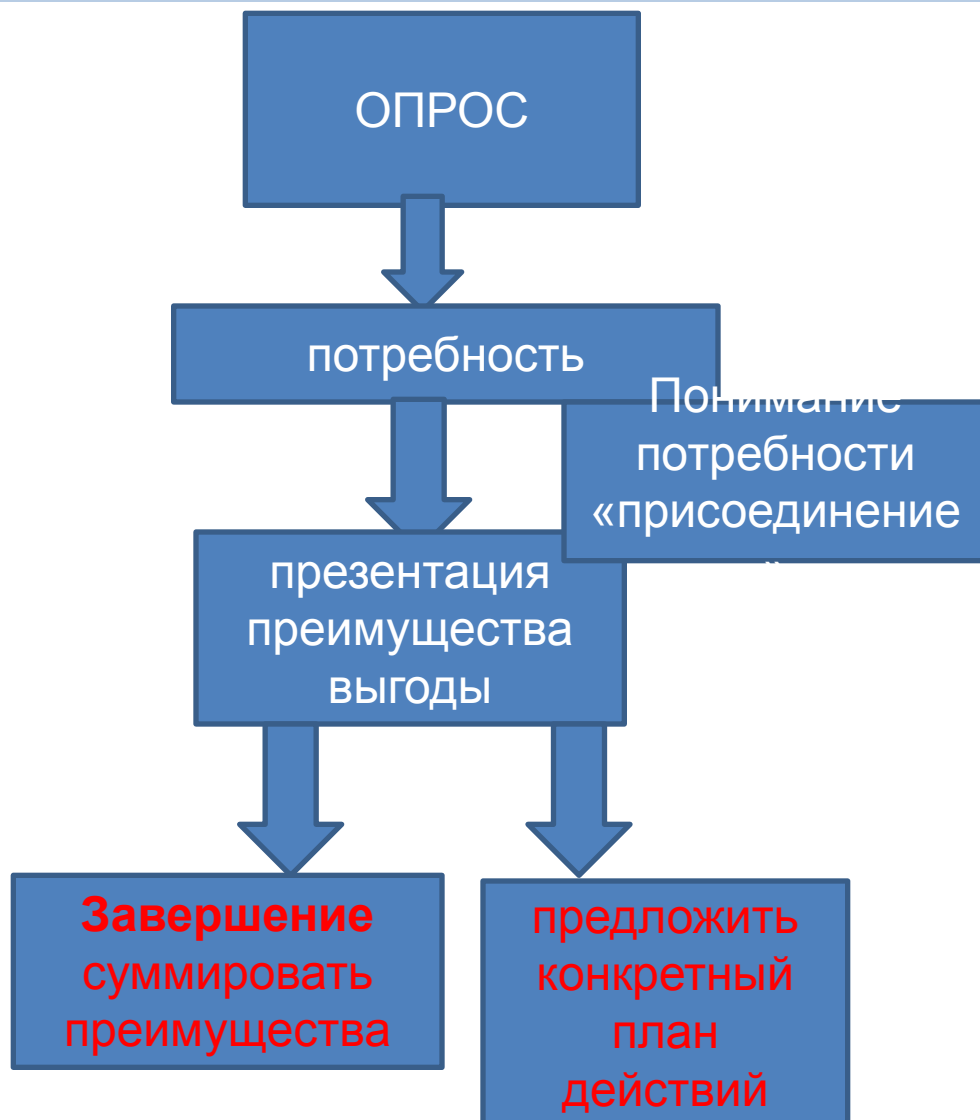 ОПРОС
потребность
Понимание
потребности
«присоединение
презентация
преимущества
выгоды
Завершение
суммировать
преимущества
предложить
конкретный
план
действий